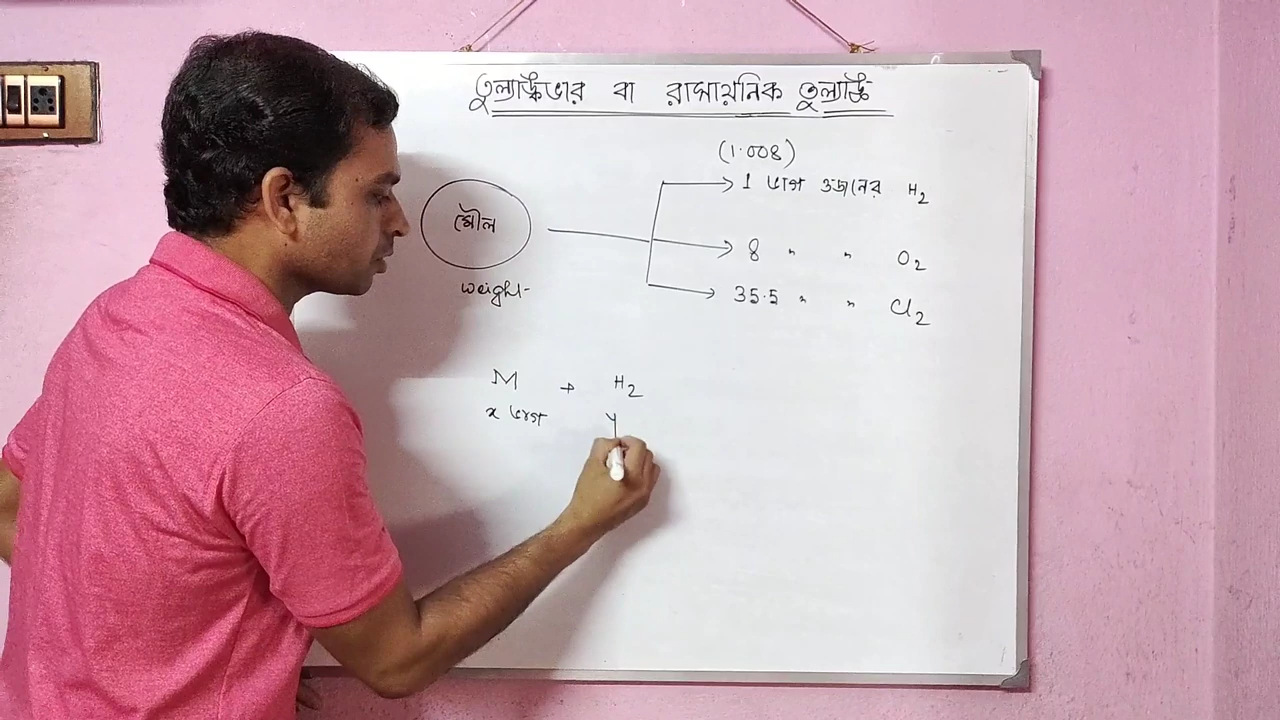 তুল্যাঙ্কভার বা রাসায়নিক তুল্যাঙ্ক
(1.008)
1 ভাগ ওজনের H₂
মৌল
8 " " O₂
weight
35.5 " " Cl₂
M + H₂
x ভাগ y